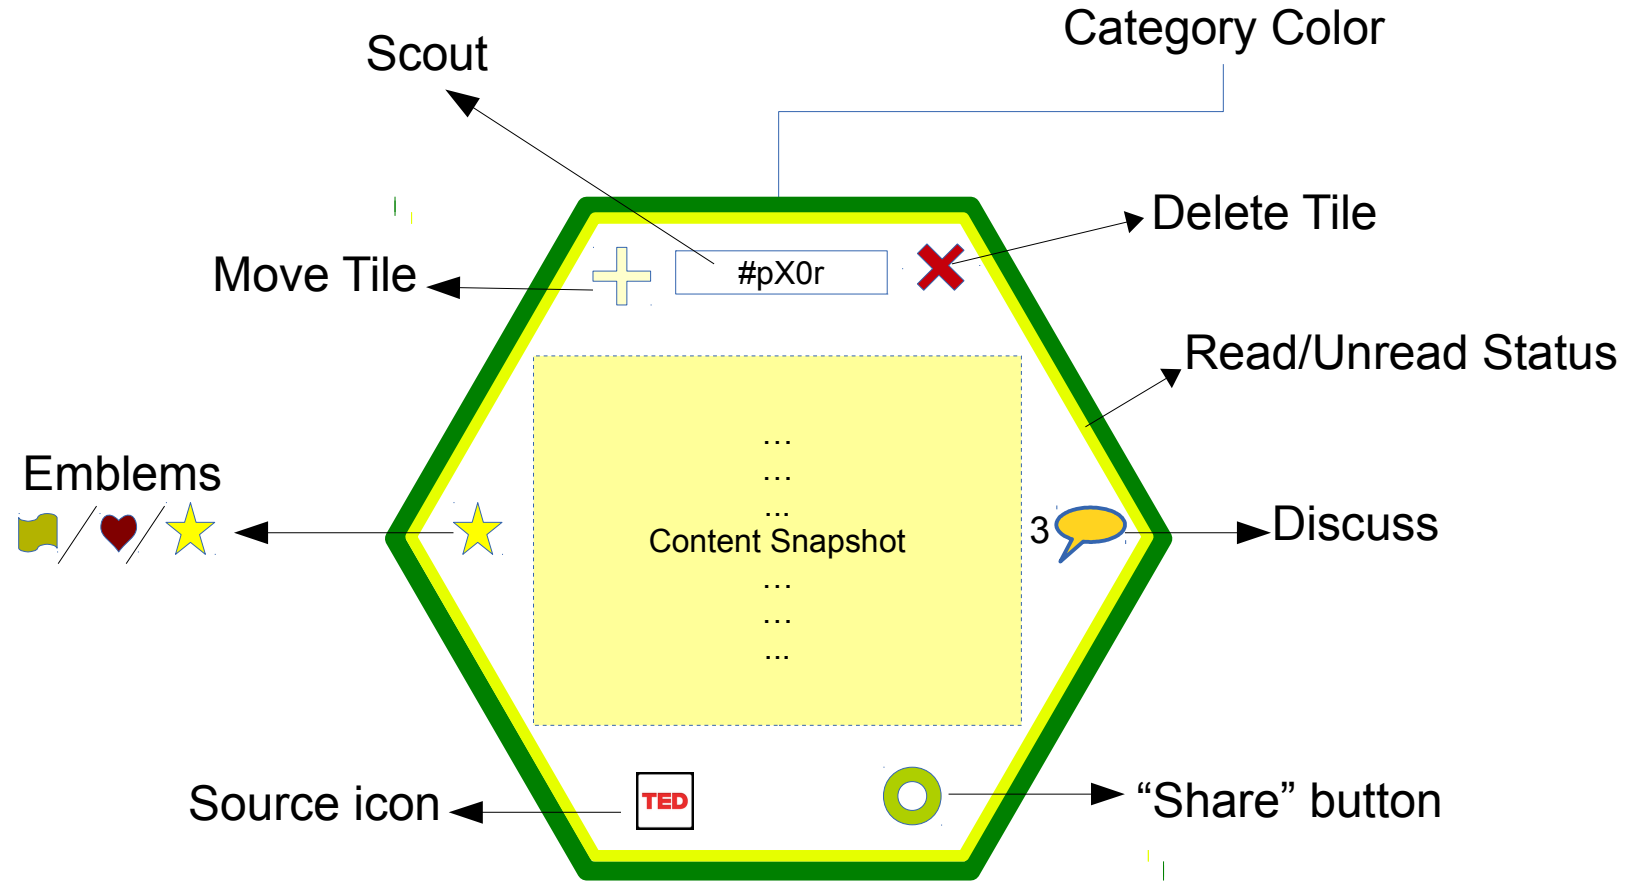 Category Color
Scout
Delete Tile
Move Tile
#pX0r
Read/Unread Status
...
...
...
Emblems
3
Discuss
Content Snapshot
...
...
...
Source icon
TED
“Share” button